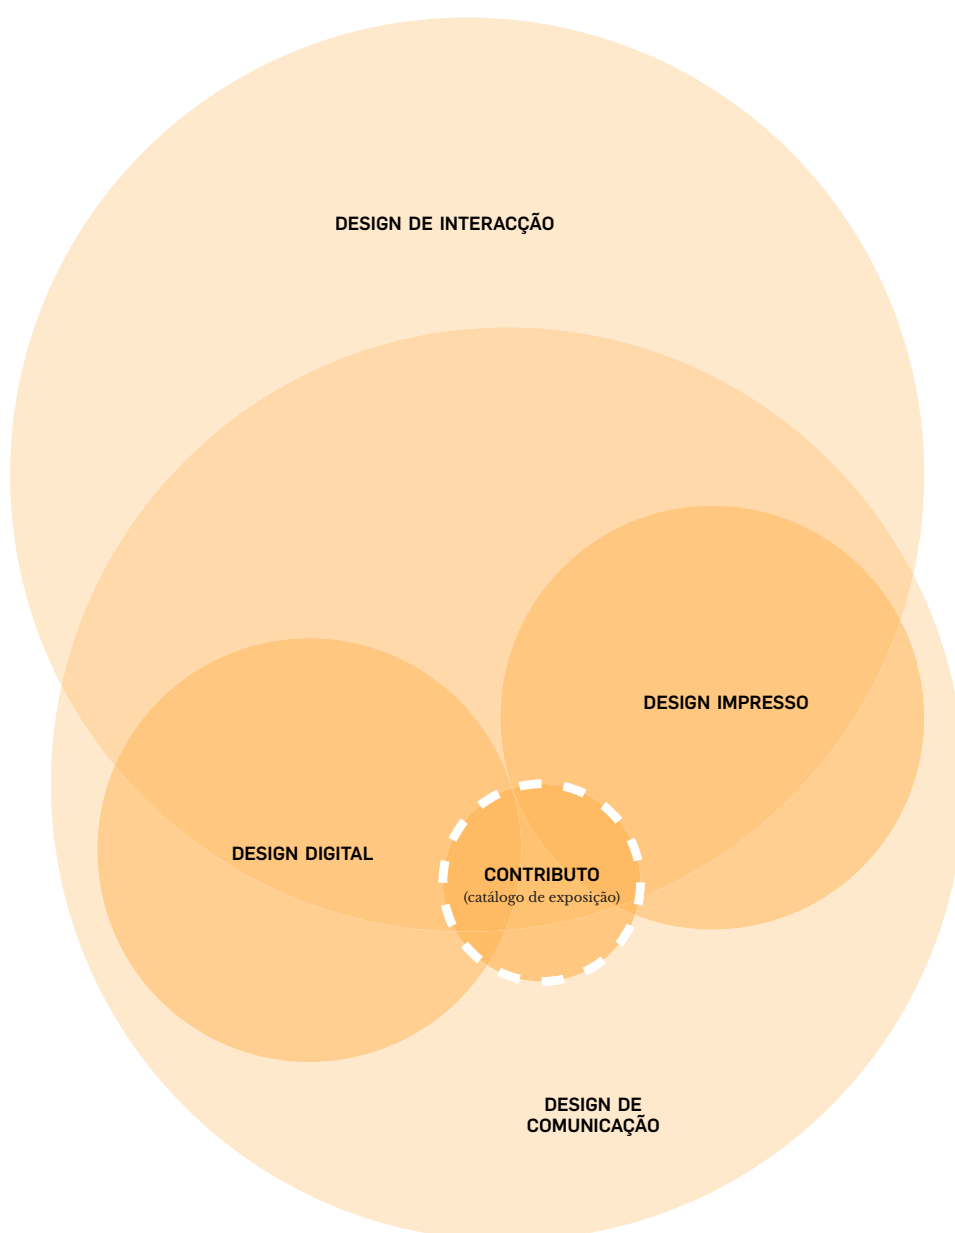 DESIGN DE INTERACÇÃO
DESIGN IMPRESSO
DESIGN DIGITAL
CONTRIBUTO
(catálogo de exposição)
DESIGN DE
COMUNICAÇÃO